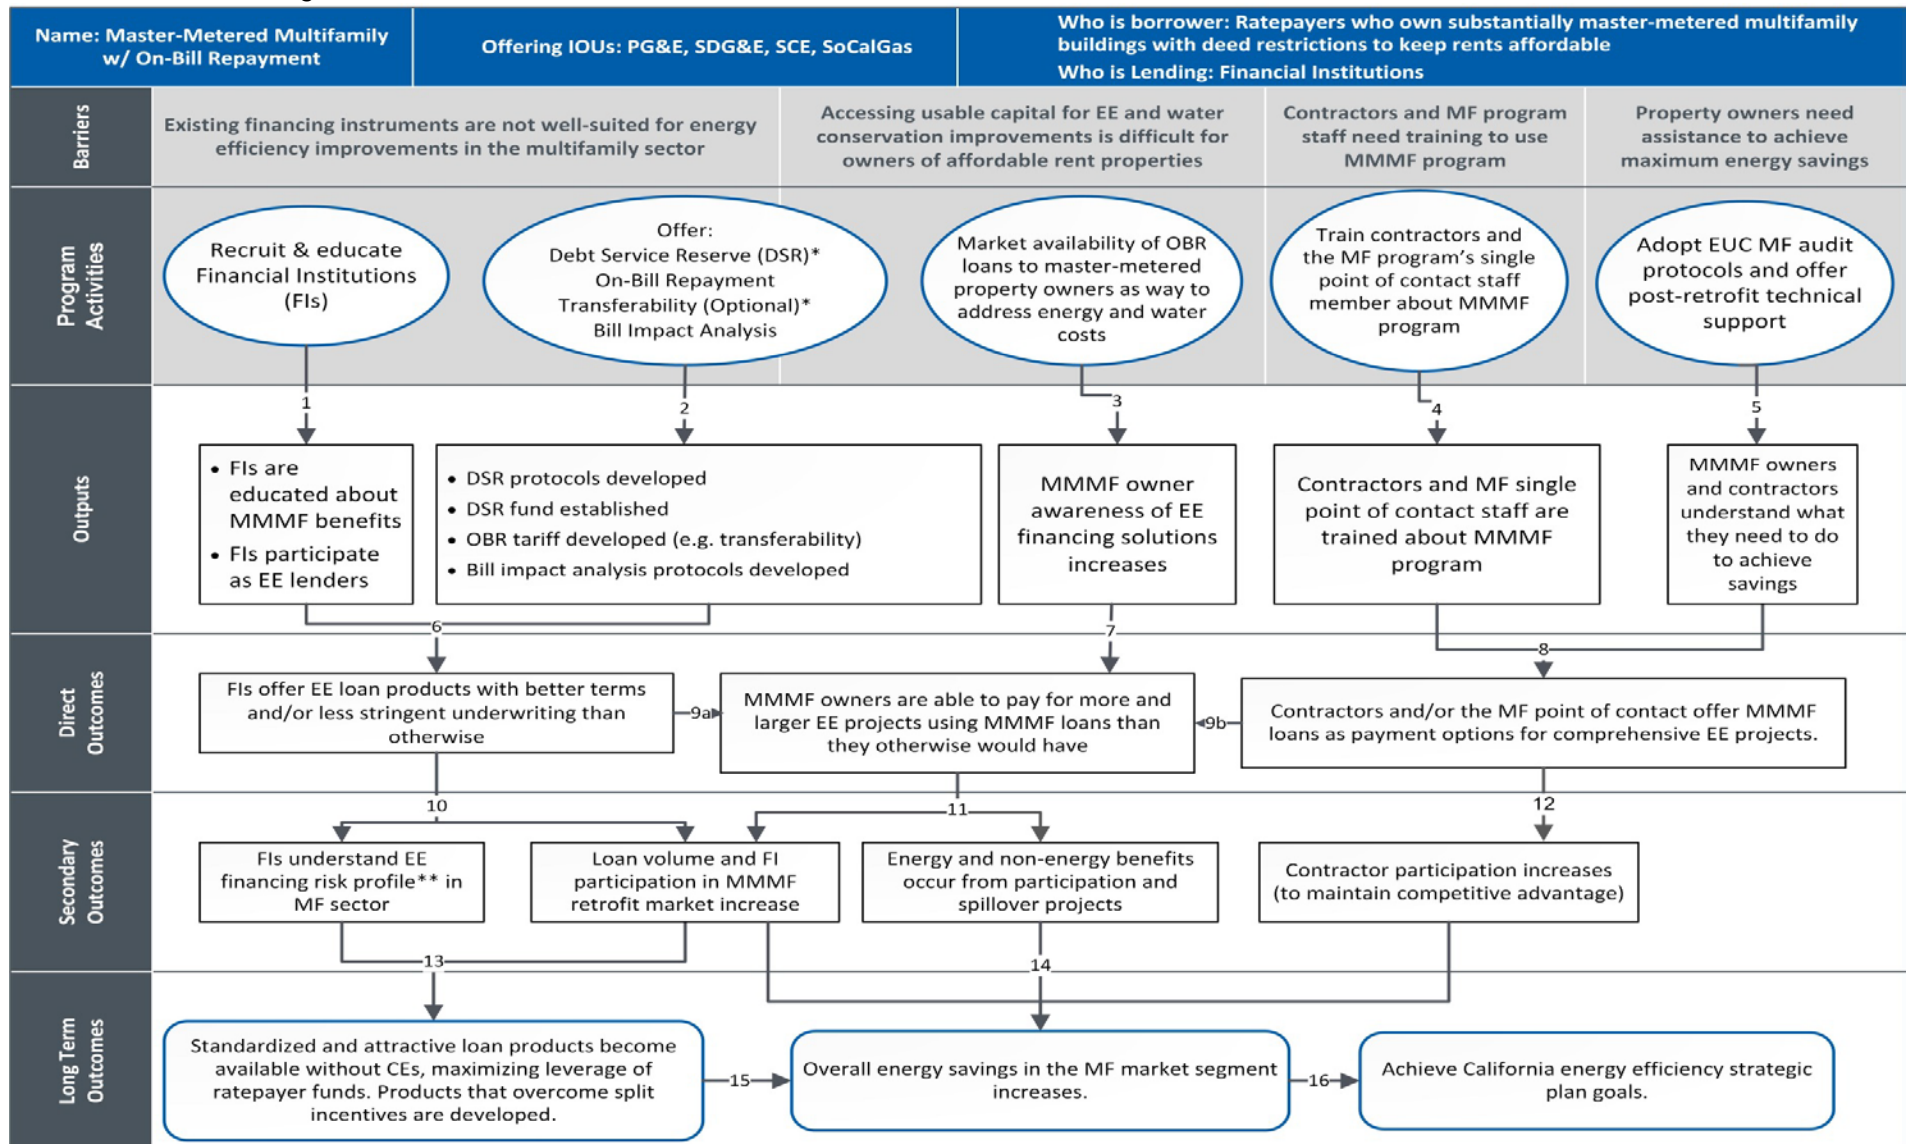 Name: Master-Metered Multifamily
w/ On-Bill Repayment
Offering IOUs: PG&E, SDG&E, SCE, SoCalGas
Who is borrower: Ratepayers who own substantially master-metered multifamily
buildings with deed restrictions to keep rents affordable
Who is Lending: Financial Institutions
Barriers
Existing financing instruments are not well-suited for energy
efficiency improvements in the multifamily sector
Accessing usable capital for EE and water
conservation improvements is difficult for
owners of affordable rent properties
Contractors and MF program
staff need training to use
MMMF program
Property owners need
assistance to achieve
maximum energy savings
Program
Activities
Recruit & educate
Financial Institutions
(FIs)
Offer:
Debt Service Reserve (DSR)*
On-Bill Repayment
Transferability (Optional)*
Bill Impact Analysis
Market availability of OBR
loans to master-metered
property owners as way to
address energy and water
costs
Train contractors and
the MF program's single
point of contact staff
member about MMMF
program
Adopt EUC MF audit
protocols and offer
post-retrofit technical
support
1
2
3
4
5
Outputs
• FIs are
educated about
MMMF benefits
• FIs participate
as EE lenders
• DSR protocols developed
• DSR fund established
• OBR tariff developed (e.g. transferability)
• Bill impact analysis protocols developed
MMMF owner
awareness of EE
financing solutions
increases
Contractors and MF single
point of contact staff are
trained about MMMF
program
MMMF owners
and contractors
understand what
they need to do
to achieve
savings
6
7
8
Direct
Outcomes
FIs offer EE loan products with better terms
and/or less stringent underwriting than
otherwise
9a
MMMF owners are able to pay for more and
larger EE projects using MMMF loans than
they otherwise would have
9b
Contractors and/or the MF point of contact offer MMMF
loans as payment options for comprehensive EE projects.
10
11
12
Secondary
Outcomes
FIs understand EE
financing risk profile** in
MF sector
Loan volume and FI
participation in MMMF
retrofit market increase
Energy and non-energy benefits
occur from participation and
spillover projects
Contractor participation increases
(to maintain competitive advantage)
13
14
Long Term
Outcomes
Standardized and attractive loan products become
available without CEs, maximizing leverage of
ratepayer funds. Products that overcome split
incentives are developed.
15
Overall energy savings in the MF market segment
increases.
16
Achieve California energy efficiency strategic
plan goals.